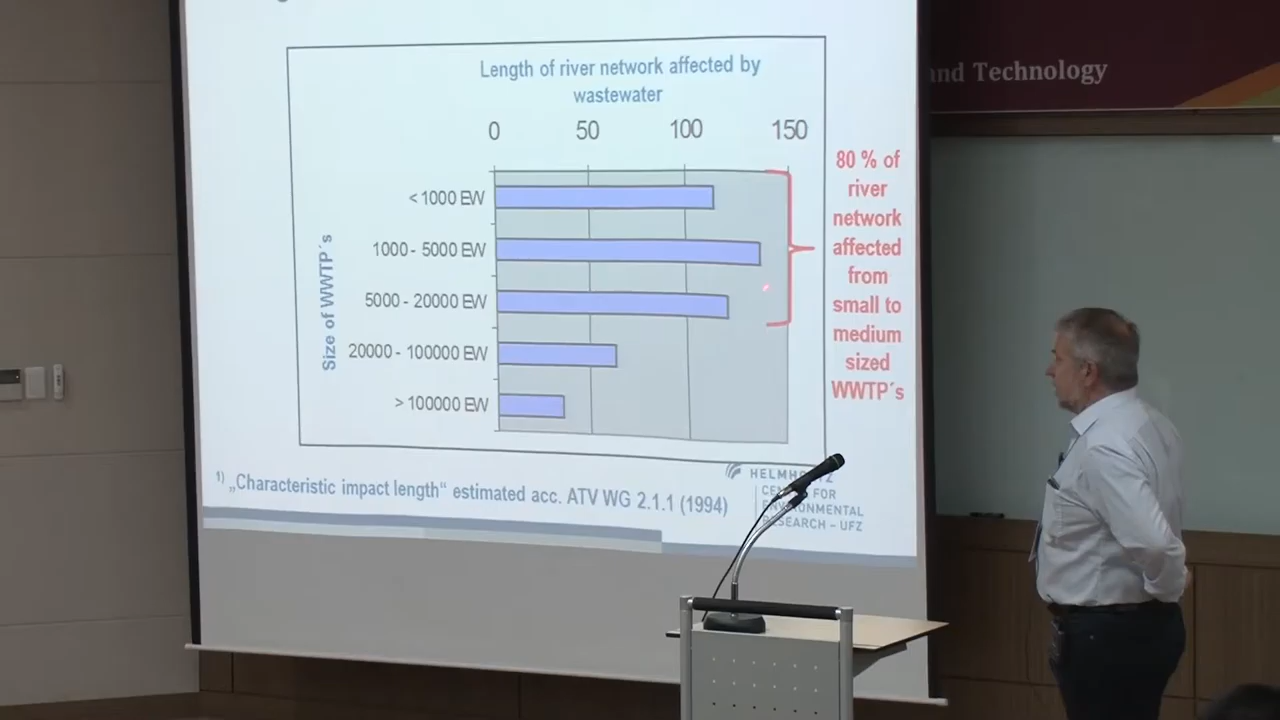 and Technology
Length of river network affected by
wastewater
0 50 100 150
< 1000 EW
1000 - 5000 EW
5000 - 20000 EW
20000 - 100000 EW
> 100000 EW
Size of WWTP´s
80 % of
river
network
affected
from
small to
medium
sized
WWTP´s
1) „Characteristic impact length“ estimated acc. ATV WG 2.1.1 (1994)
FOR
ENVIRONMENTAL
RESEARCH – UFZ